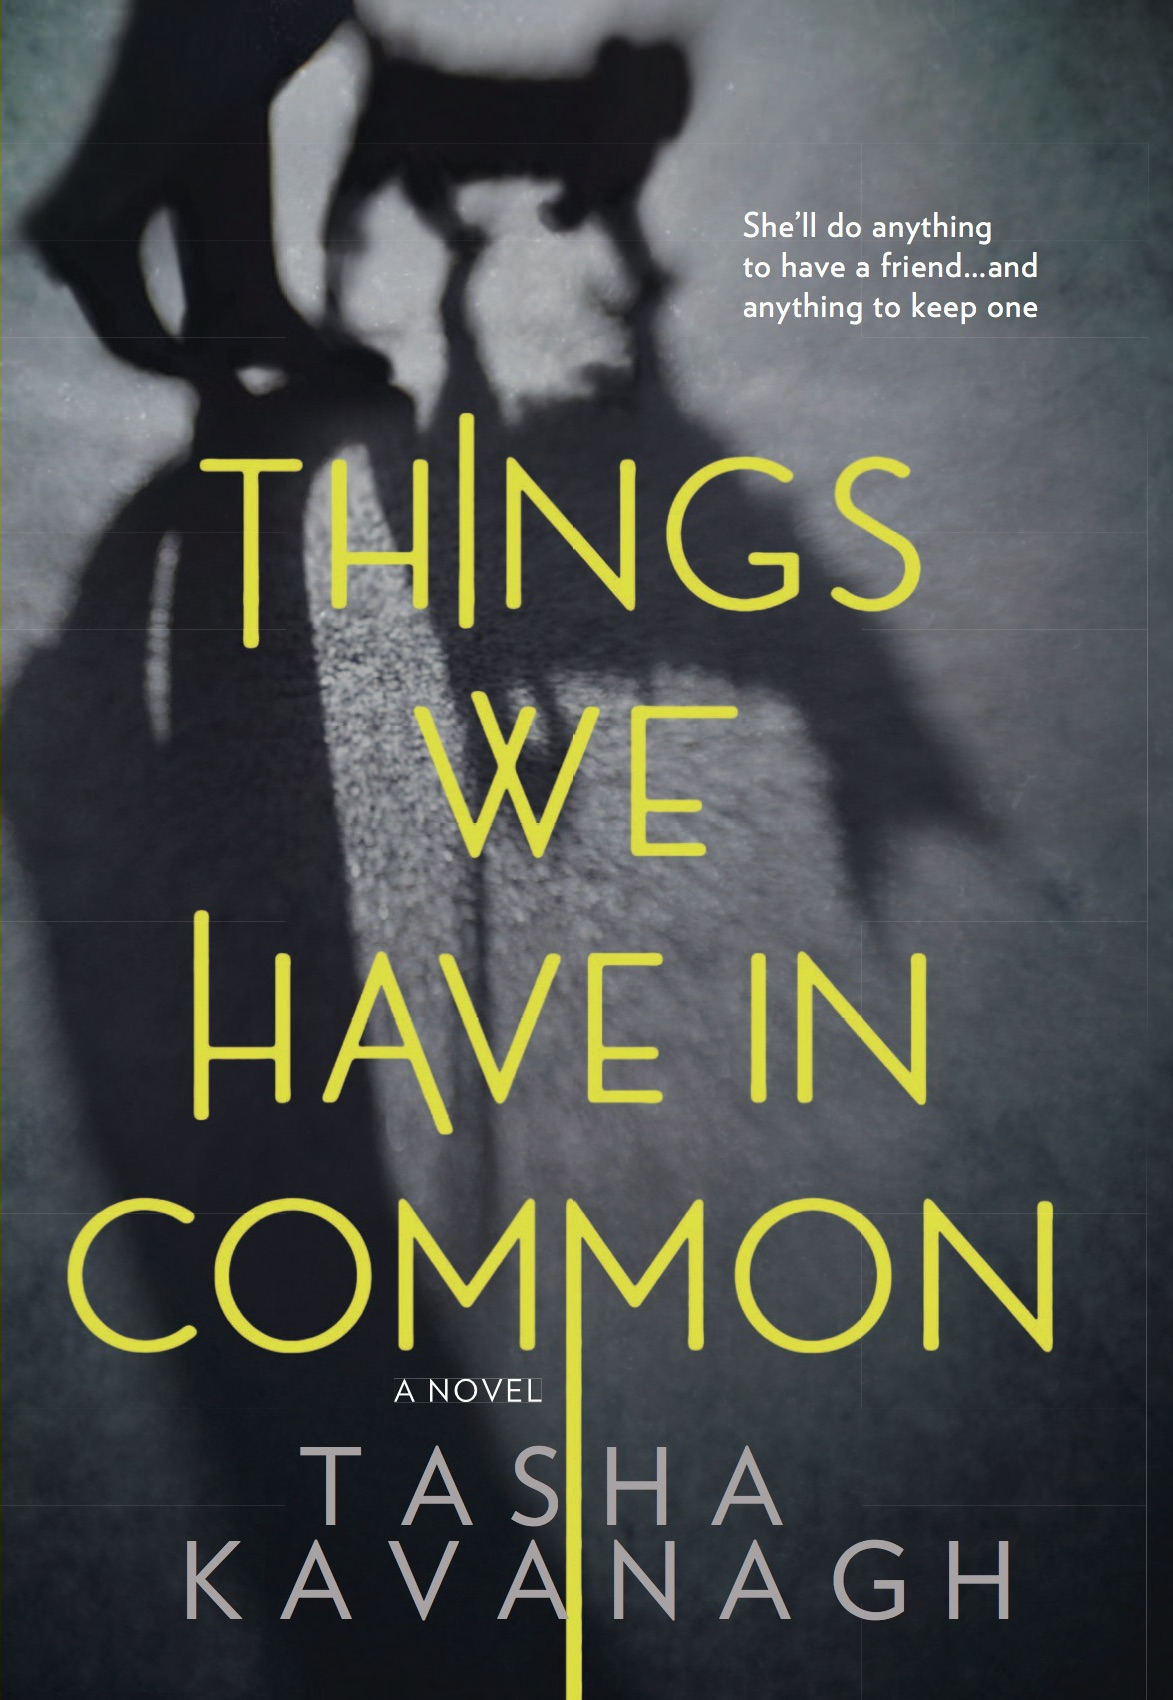 She'll do anything
to have a friend...and
anything to keep one
THINGS
WE
HAVE IN
COMMON
A NOVEL
TASHA
KAVANAGH